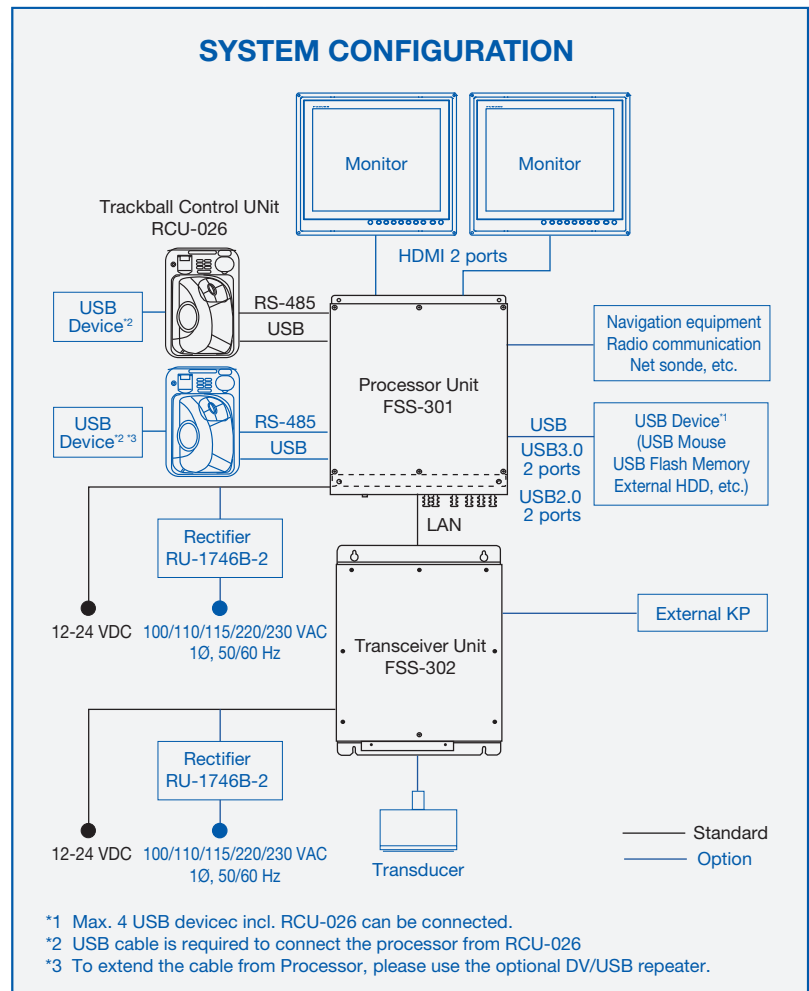 SYSTEM CONFIGURATION
Monitor
Monitor
Trackball Control UNit
RCU-026
HDMI 2 ports
USB
Device*2
RS-485
USB
Processor Unit
FSS-301
Navigation equipment
Radio communication
Net sonde, etc.
USB
Device*2 *3
RS-485
USB
USB
USB3.0
2 ports
USB2.0
2 ports
USB Device*1
(USB Mouse
USB Flash Memory
External HDD, etc.)
LAN
Rectifier
RU-1746B-2
12-24 VDC
100/110/115/220/230 VAC
1Ø, 50/60 Hz
Transceiver Unit
FSS-302
External KP
Rectifier
RU-1746B-2
12-24 VDC
100/110/115/220/230 VAC
1Ø, 50/60 Hz
Transducer
Standard
Option
*1 Max. 4 USB devicec incl. RCU-026 can be connected.
*2 USB cable is required to connect the processor from RCU-026
*3 To extend the cable from Processor, please use the optional DV/USB repeater.